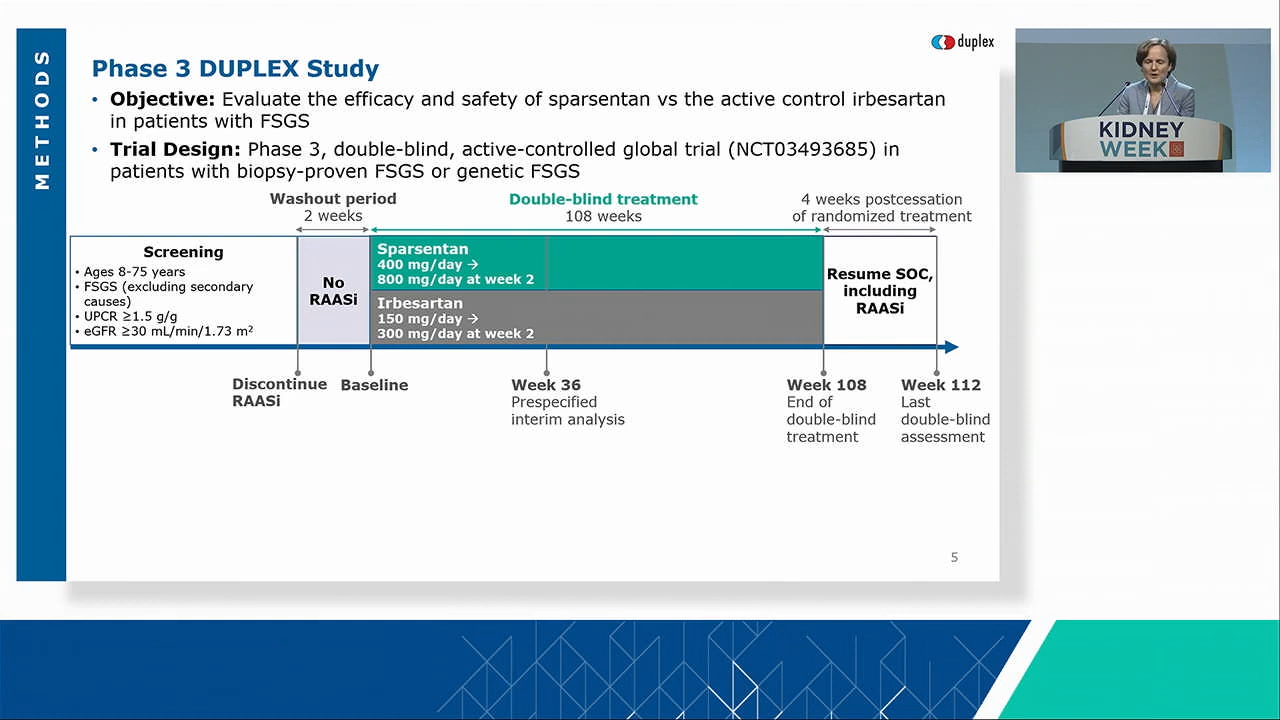 METHODS
duplex
Phase 3 DUPLEX Study
• Objective: Evaluate the efficacy and safety of sparsentan vs the active control irbesartan
in patients with FSGS
• Trial Design: Phase 3, double-blind, active-controlled global trial (NCT03493685) in
patients with biopsy-proven FSGS or genetic FSGS
Washout period
2 weeks
Double-blind treatment
108 weeks
4 weeks postcessation
of randomized treatment
Screening
• Ages 8-75 years
• FSGS (excluding secondary
causes)
• UPCR ≥1.5 g/g
• eGFR ≥30 mL/min/1.73 m²
No
RAASi
Sparsentan
400 mg/day →
800 mg/day at week 2
Irbesartan
150 mg/day →
300 mg/day at week 2
Resume SOC,
including
RAASi
Discontinue
RAASi
Baseline
Week 36
Prespecified
interim analysis
Week 108
End of
double-blind
treatment
Week 112
Last
double-blind
assessment
5
KIDNEY
WEEK